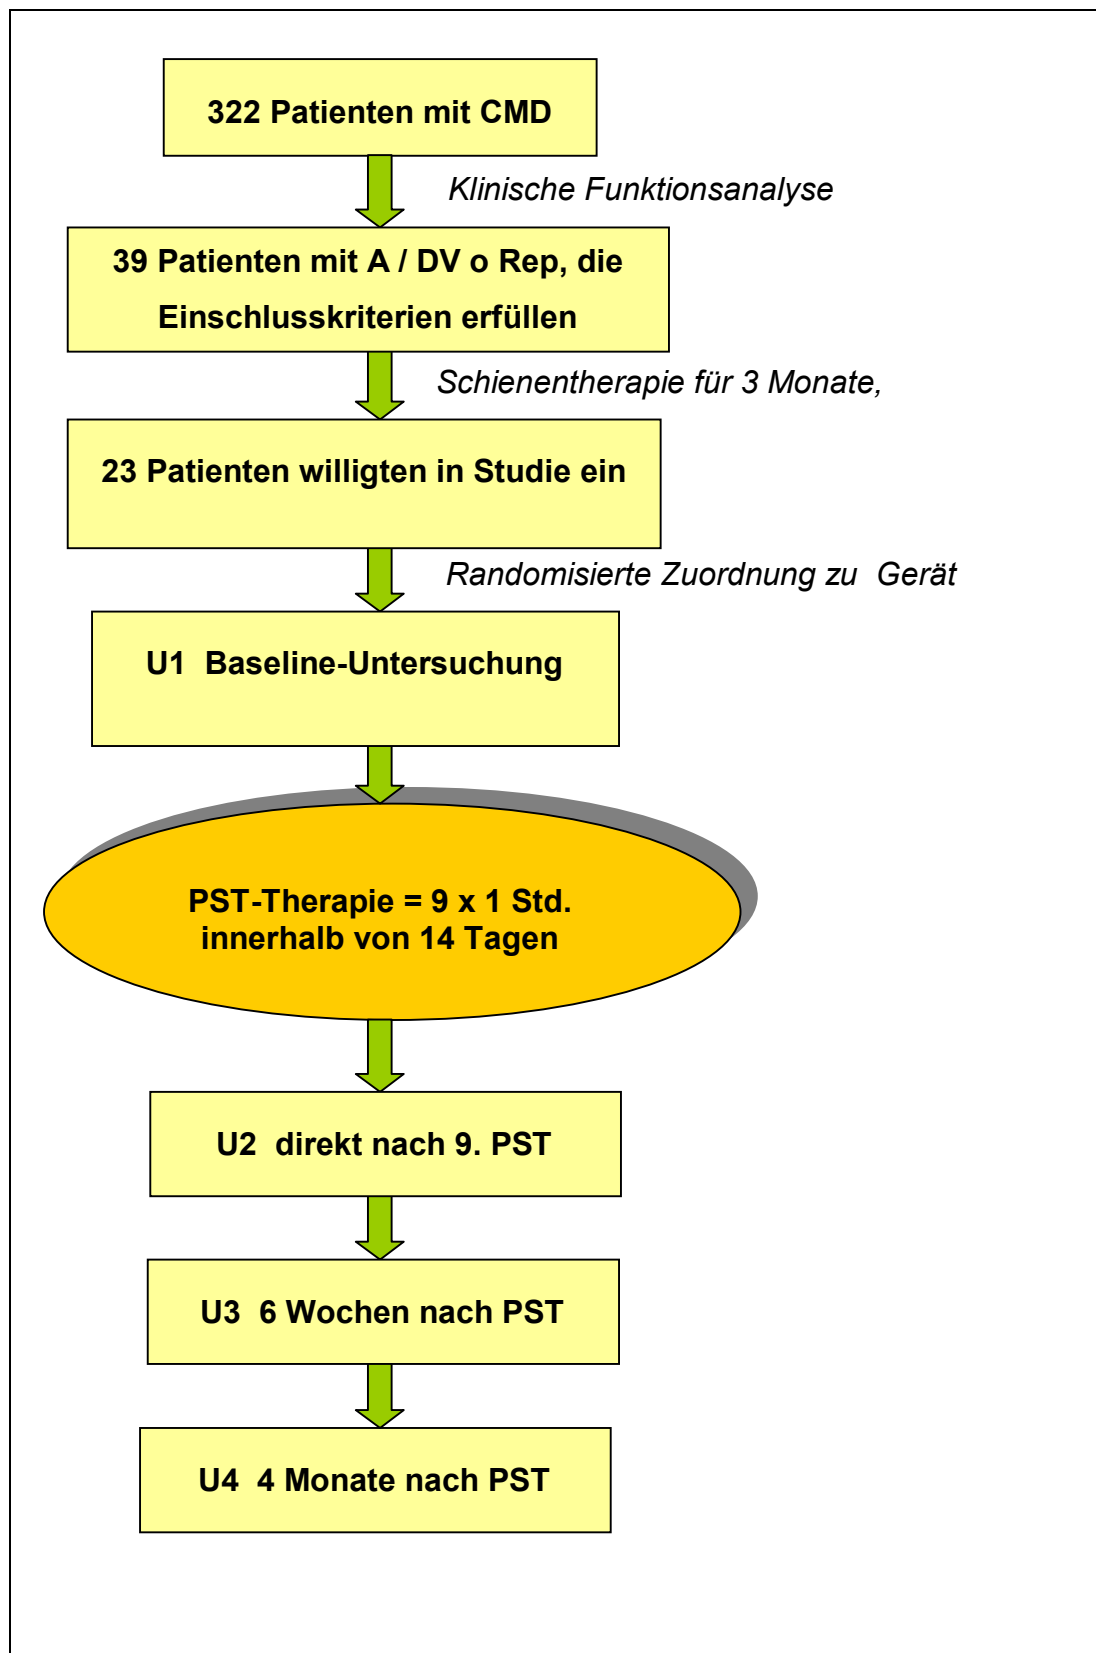 322 Patienten mit CMD
Klinische Funktionsanalyse
39 Patienten mit A / DV o Rep, die
Einschlusskriterien erfüllen
Schienentherapie für 3 Monate,
23 Patienten willigten in Studie ein
Randomisierte Zuordnung zu Gerät
U1 Baseline-Untersuchung
PST-Therapie = 9 x 1 Std.
innerhalb von 14 Tagen
U2 direkt nach 9. PST
U3 6 Wochen nach PST
U4 4 Monate nach PST